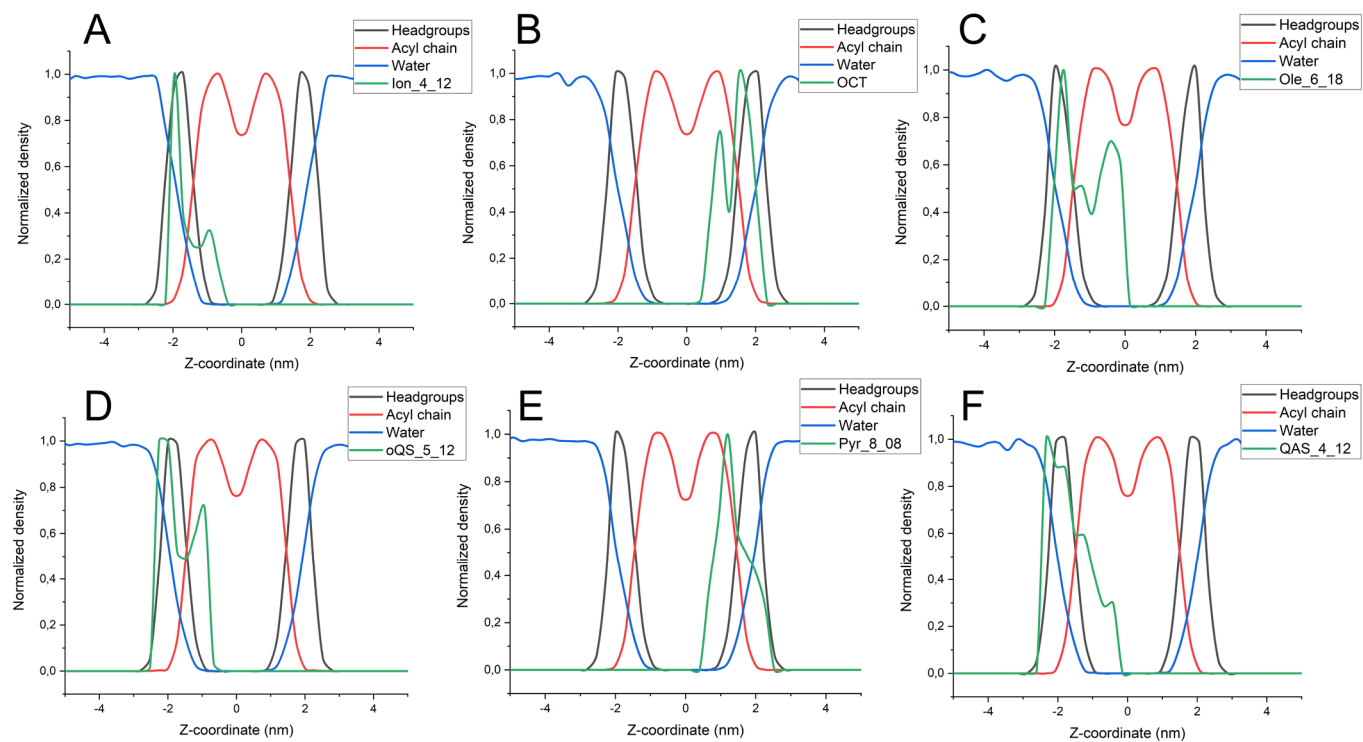 A
Headgroups
Acyl chain
Water
Ion_4_12
1,0
0,8
0,6
0,4
0,2
0,0
Normalized density
-4 -2 0 2 4
Z-coordinate (nm)
B
Headgroups
Acyl chain
Water
OCT
1,0
0,8
0,6
0,4
0,2
0,0
Normalized density
-4 -2 0 2 4
Z-coordinate (nm)
C
Headgroups
Acyl chain
Water
Ole_6_18
1,0
0,8
0,6
0,4
0,2
0,0
Normalized density
-4 -2 0 2 4
Z-coordinate (nm)
D
Headgroups
Acyl chain
Water
oQS_5_12
1,0
0,8
0,6
0,4
0,2
0,0
Normalized density
-4 -2 0 2 4
Z-coordinate (nm)
E
Headgroups
Acyl chain
Water
Pyr_8_08
1,0
0,8
0,6
0,4
0,2
0,0
Normalized density
-4 -2 0 2 4
Z-coordinate (nm)
F
Headgroups
Acyl chain
Water
QAS_4_12
1,0
0,8
0,6
0,4
0,2
0,0
Normalized density
-4 -2 0 2 4
Z-coordinate (nm)